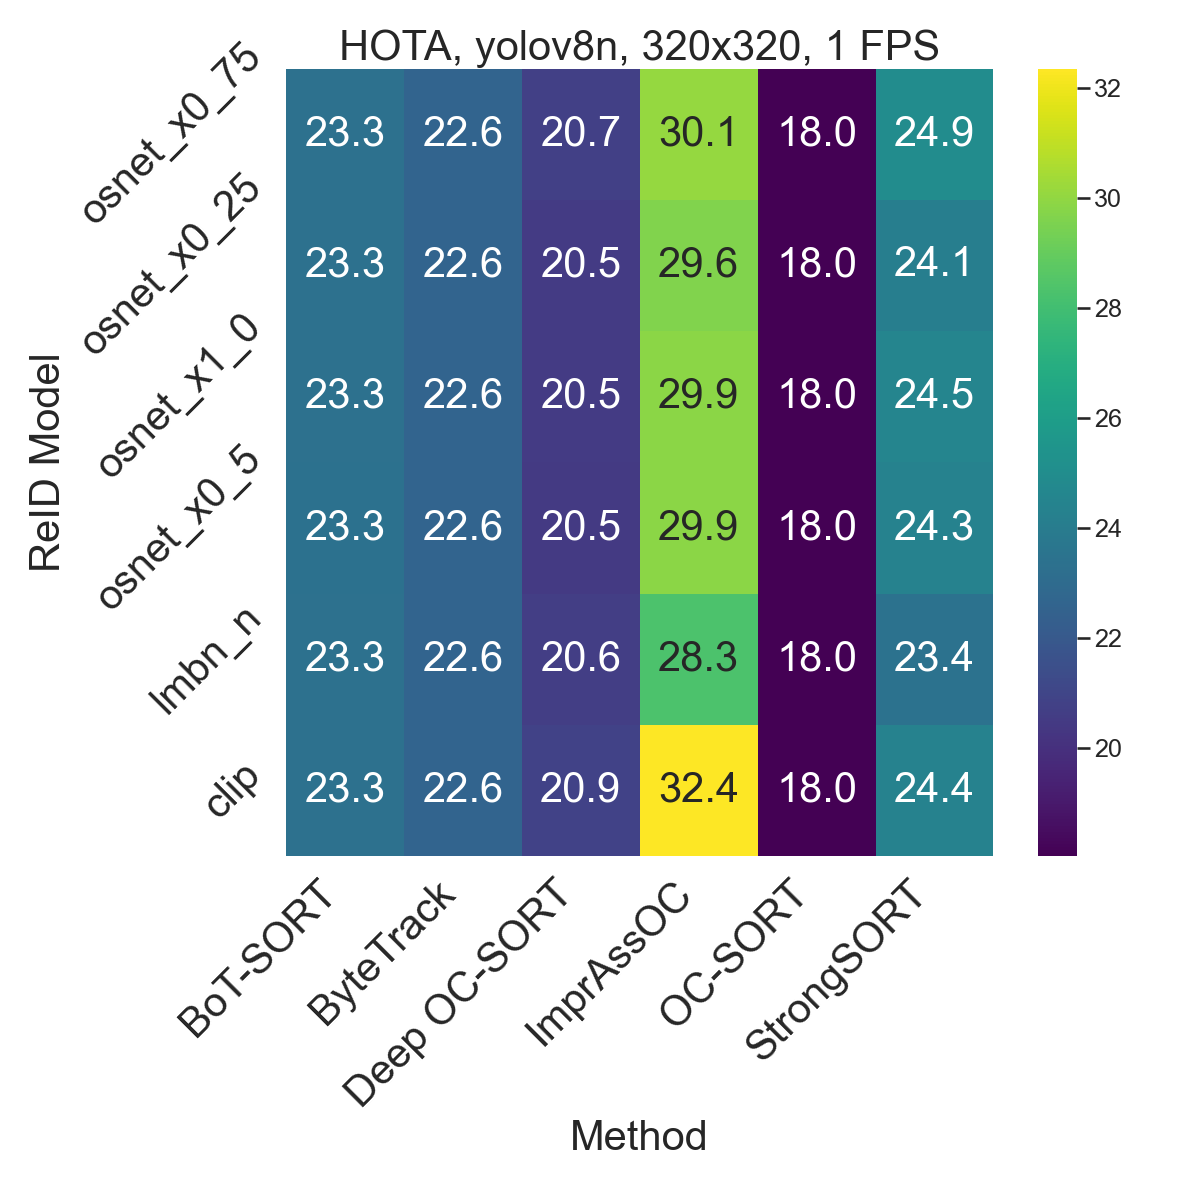 HOTA, yolov8n, 320x320, 1 FPS
ReID Model
osnet_x0_75 23.3 22.6 20.7 30.1 18.0 24.9
osnet_x0_25 23.3 22.6 20.5 29.6 18.0 24.1
osnet_x1_0 23.3 22.6 20.5 29.9 18.0 24.5
osnet_x0_5 23.3 22.6 20.5 29.9 18.0 24.3
lmbn_n 23.3 22.6 20.6 28.3 18.0 23.4
clip 23.3 22.6 20.9 32.4 18.0 24.4
BoT-SORT
ByteTrack
Deep OC-SORT
ImprAssOC
OC-SORT
StrongSORT
Method
32
30
28
26
24
22
20